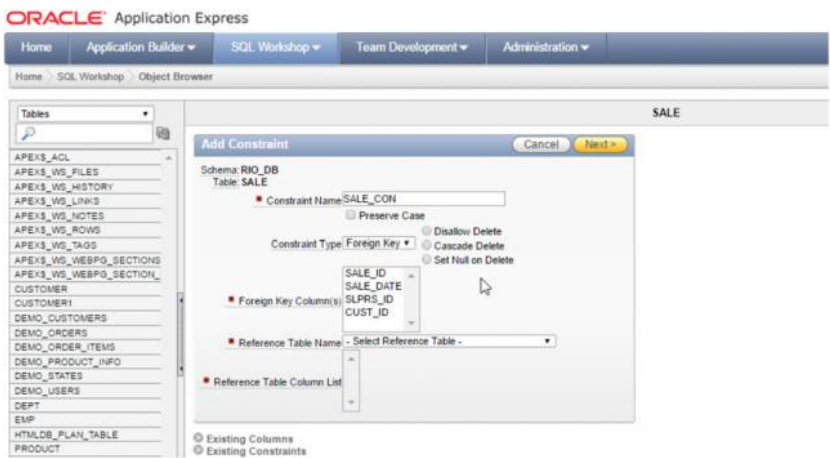 ORACLE Application Express
Home Application Builder SQL Workshop Team Development Administration
Home SQL Workshop Object Browser
Tables
SALE
APEX$_ACL
APEX$_WS_FILES
APEX$_WS_HISTORY
APEX$_WS_LINKS
APEX$_WS_NOTES
APEX$_WS_ROWS
APEX$_WS_TAGS
APEX$_WS_WEBPG_SECTIONS
APEX$_WS_WEBPG_SECTION_
CUSTOMER
CUSTOMER1
DEMO_CUSTOMERS
DEMO_ORDERS
DEMO_ORDER_ITEMS
DEMO_PRODUCT_INFO
DEMO_STATES
DEMO_USERS
DEPT
EMP
HTMLDB_PLAN_TABLE
PRODUCT
Add Constraint Cancel Next >
Schema: RIO_DB
Table: SALE
Constraint Name SALE_CON
Preserve Case
Constraint Type Foreign Key
Disallow Delete
Cascade Delete
Set Null on Delete
Foreign Key Column(s)
SALE_ID
SALE_DATE
SLPRS_ID
CUST_ID
Reference Table Name - Select Reference Table -
Reference Table Column List
Existing Columns
Existing Constraints